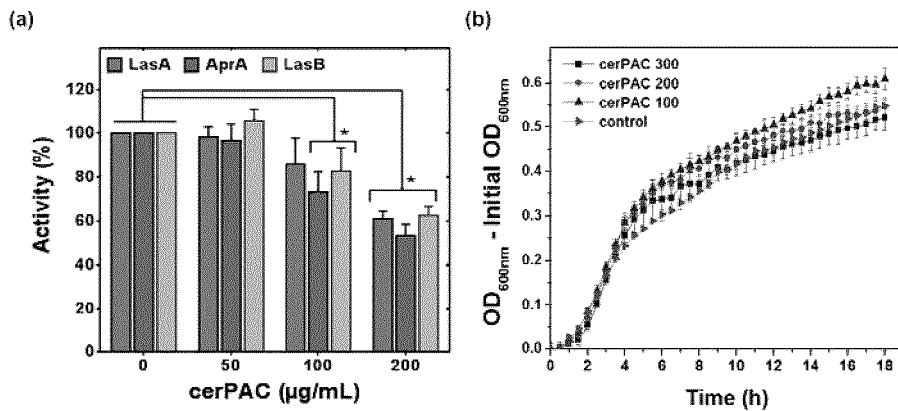 (a)
LasA AprA LasB
120
100
80
60
40
20
0
Activity (%)
*
*
0 50 100 200
cerPAC (µg/mL)
(b)
cerPAC 300
cerPAC 200
cerPAC 100
control
0.6
0.5
0.4
0.3
0.2
0.1
0.0
OD600nm - Initial OD600nm
0 2 4 6 8 10 12 14 16 18
Time (h)